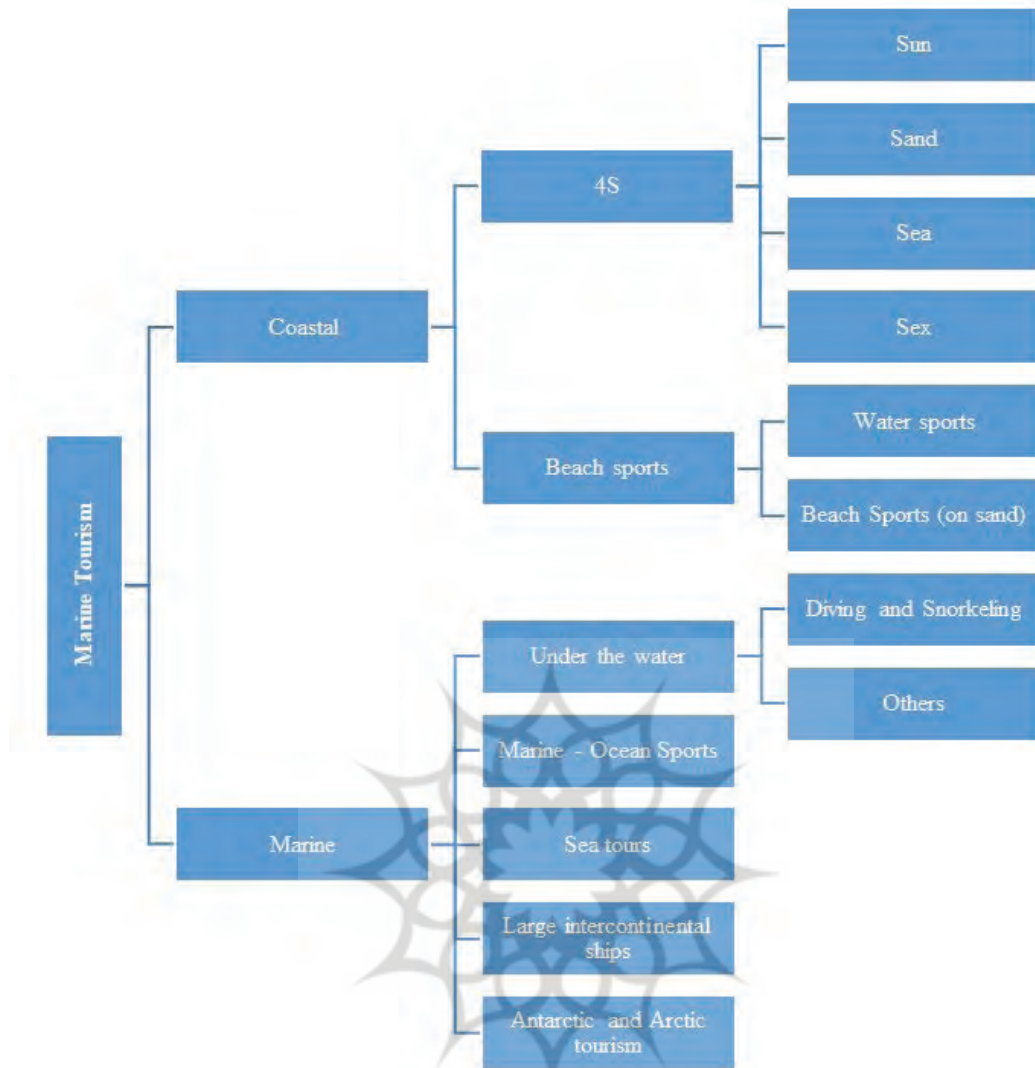 Marine Tourism
Coastal
4S
Sun
Sand
Sea
Sex
Beach sports
Water sports
Beach Sports (on sand)
Marine
Under the water
Diving and Snorkeling
Others
Marine - Ocean Sports
Sea tours
Large intercontinental
ships
Antarctic and Arctic
tourism